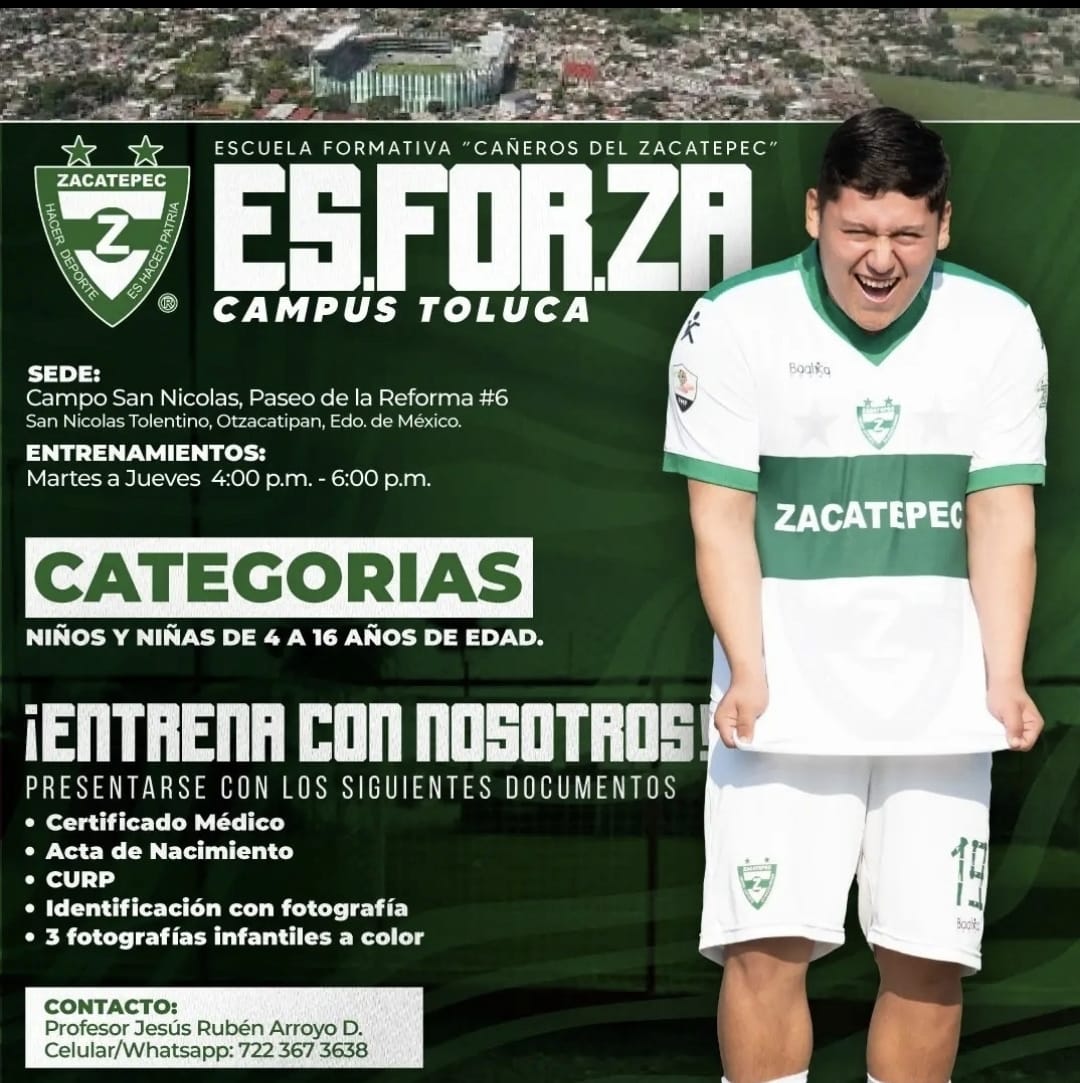 ESCUELA FORMATIVA "CAÑEROS DEL ZACATEPEC"
ES.FOR.ZA
CAMPUS TOLUCA
ZACATEPEC
HACER DEPORTE
Z
ES HACER PATRIA
®
SEDE:
Campo San Nicolas, Paseo de la Reforma #6
San Nicolas Tolentino, Otzacatipan, Edo. de México.
ENTRENAMIENTOS:
Martes a Jueves 4:00 p.m. - 6:00 p.m.
CATEGORIAS
NIÑOS Y NIÑAS DE 4 A 16 AÑOS DE EDAD.
¡ENTRENA CON NOSOTROS!
PRESENTARSE CON LOS SIGUIENTES DOCUMENTOS
• Certificado Médico
• Acta de Nacimiento
• CURP
• Identificación con fotografía
• 3 fotografías infantiles a color
CONTACTO:
Profesor Jesús Rubén Arroyo D.
Celular/Whatsapp: 722 367 3638
ZACATEPEC
Z
ZACATEPEC
Z
ZACATEPEC
Z
19